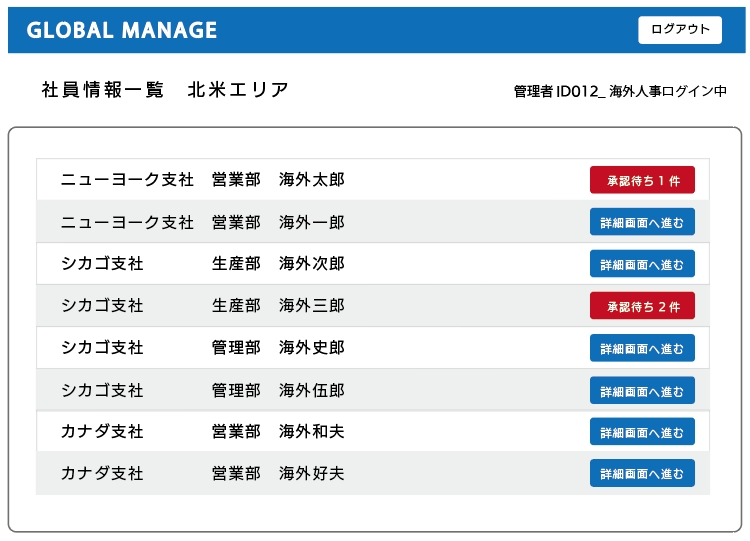 GLOBAL MANAGE ログアウト
社員情報一覧 北米エリア 管理者ID012_海外人事ログイン中
ニューヨーク支社 営業部 海外太郎 承認待ち1件
ニューヨーク支社 営業部 海外一郎 詳細画面へ進む
シカゴ支社 生産部 海外次郎 詳細画面へ進む
シカゴ支社 生産部 海外三郎 承認待ち2件
シカゴ支社 管理部 海外史郎 詳細画面へ進む
シカゴ支社 管理部 海外伍郎 詳細画面へ進む
カナダ支社 営業部 海外和夫 詳細画面へ進む
カナダ支社 営業部 海外好夫 詳細画面へ進む